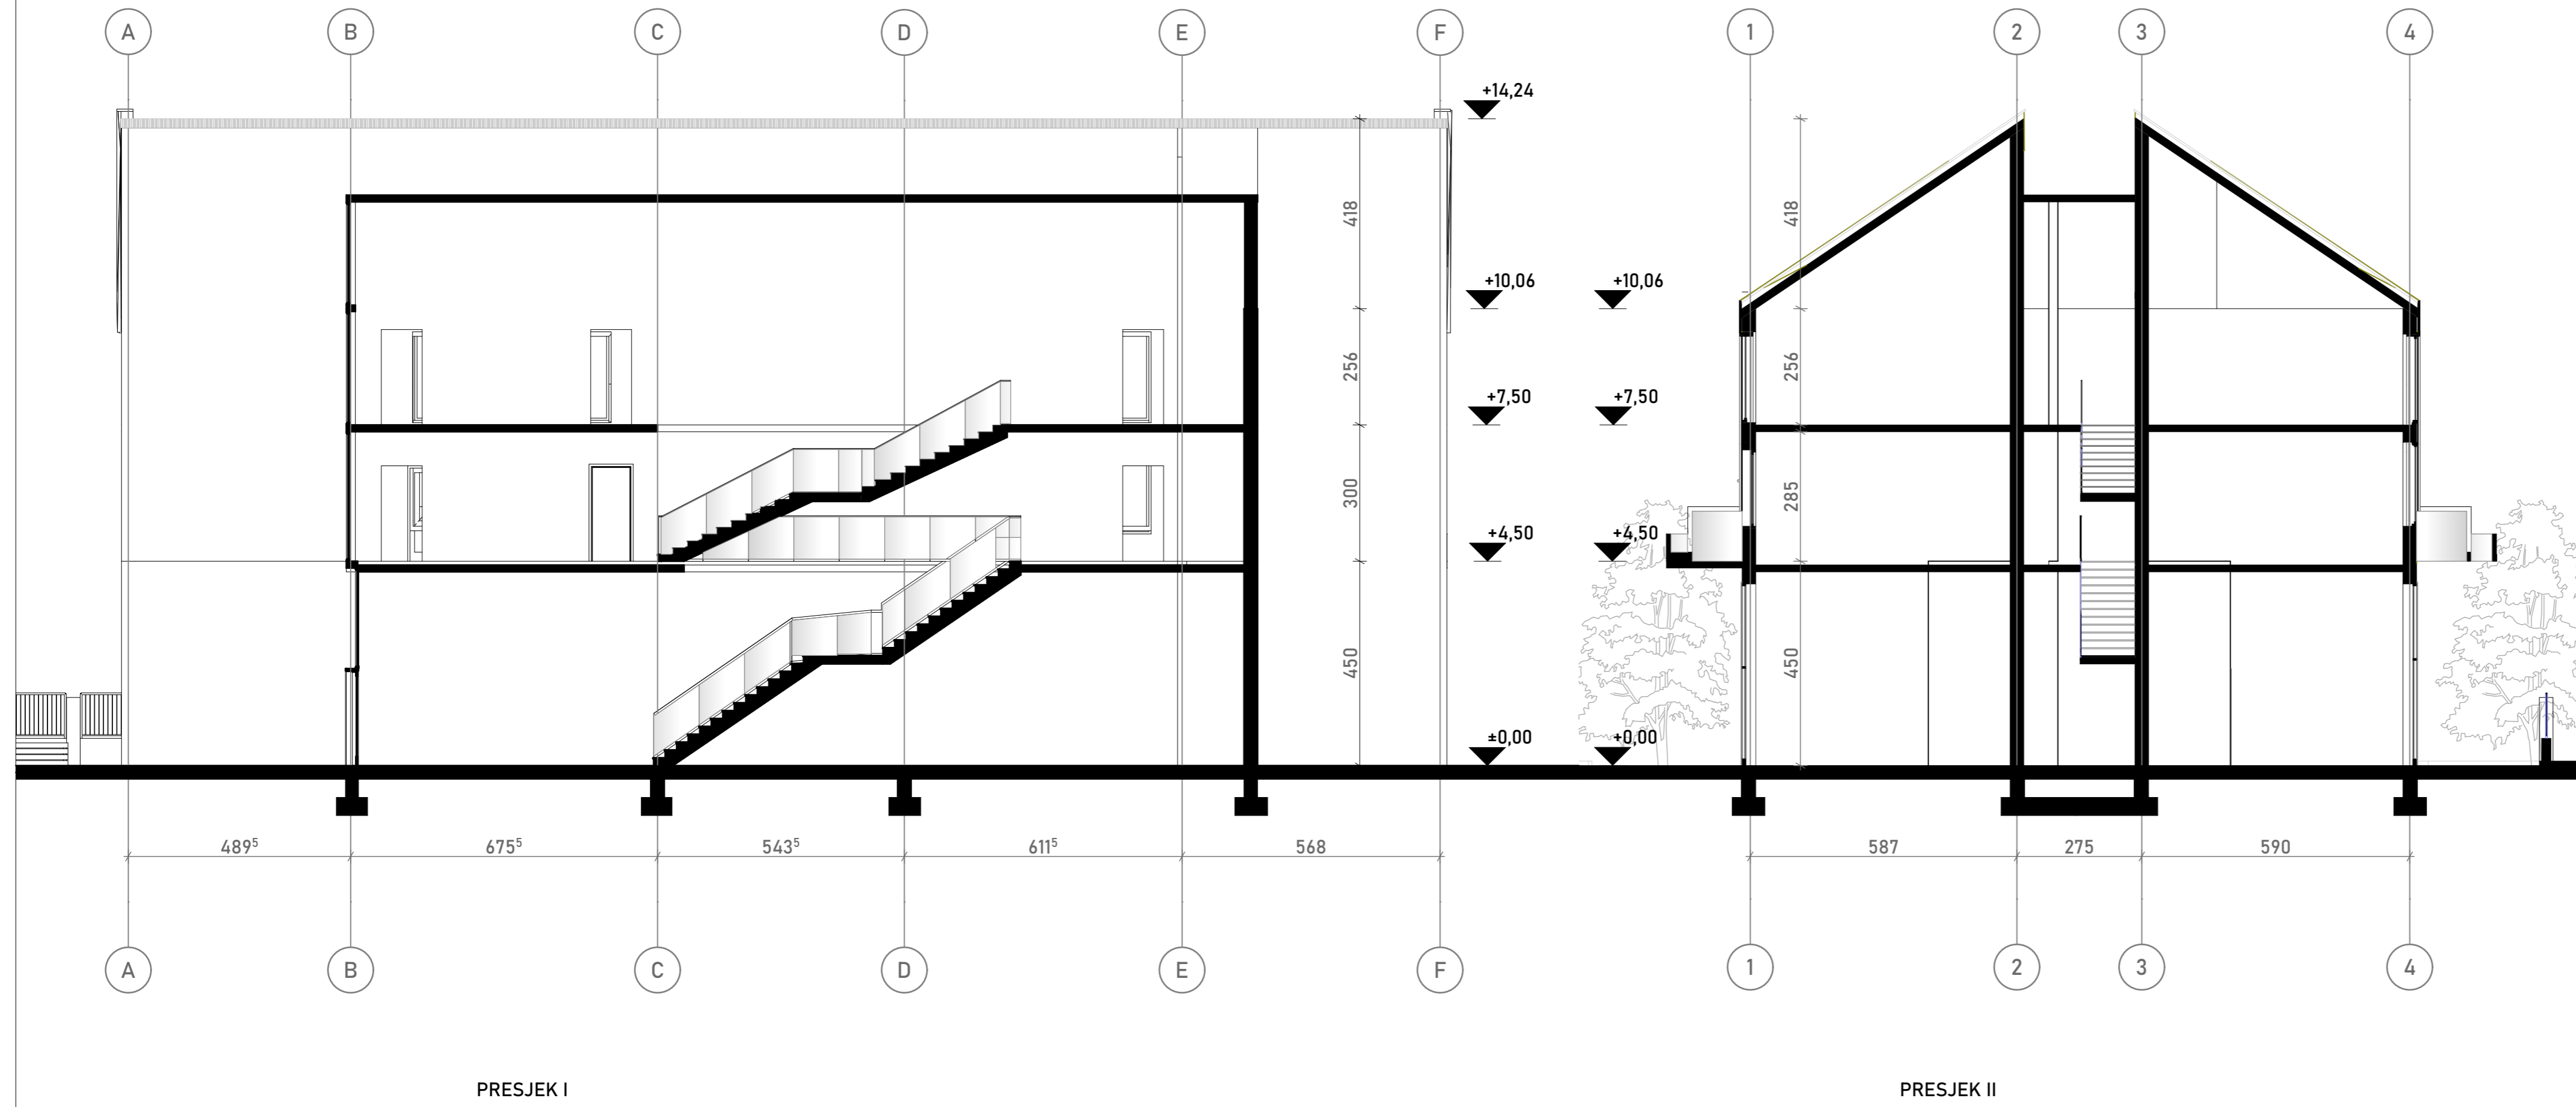 A B C D E F 1 2 3 4
+14,24
418 418
+10,06 +10,06
256 256
+7,50 +7,50
300 285
+4,50 +4,50
450 450
±0,00 +0,00
489⁵ 675⁵ 543⁵ 611⁵ 568 587 275 590
A B C D E F 1 2 3 4
PRESJEK I PRESJEK II